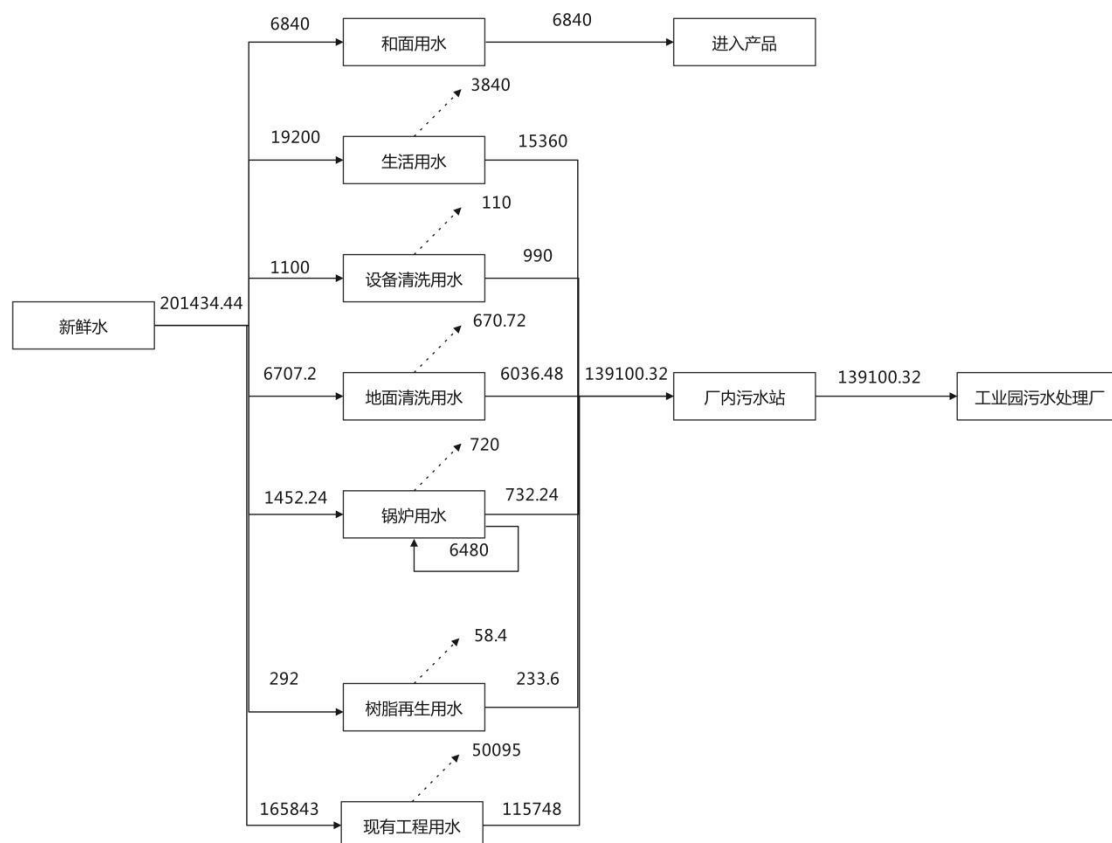 6840
和面用水
6840
进入产品
3840
19200
生活用水
15360
110
1100
设备清洗用水
990
新鲜水
201434.44
670.72
6707.2
地面清洗用水
6036.48
139100.32
厂内污水站
139100.32
工业园污水处理厂
720
1452.24
锅炉用水
732.24
6480
58.4
292
树脂再生用水
233.6
50095
165843
现有工程用水
115748